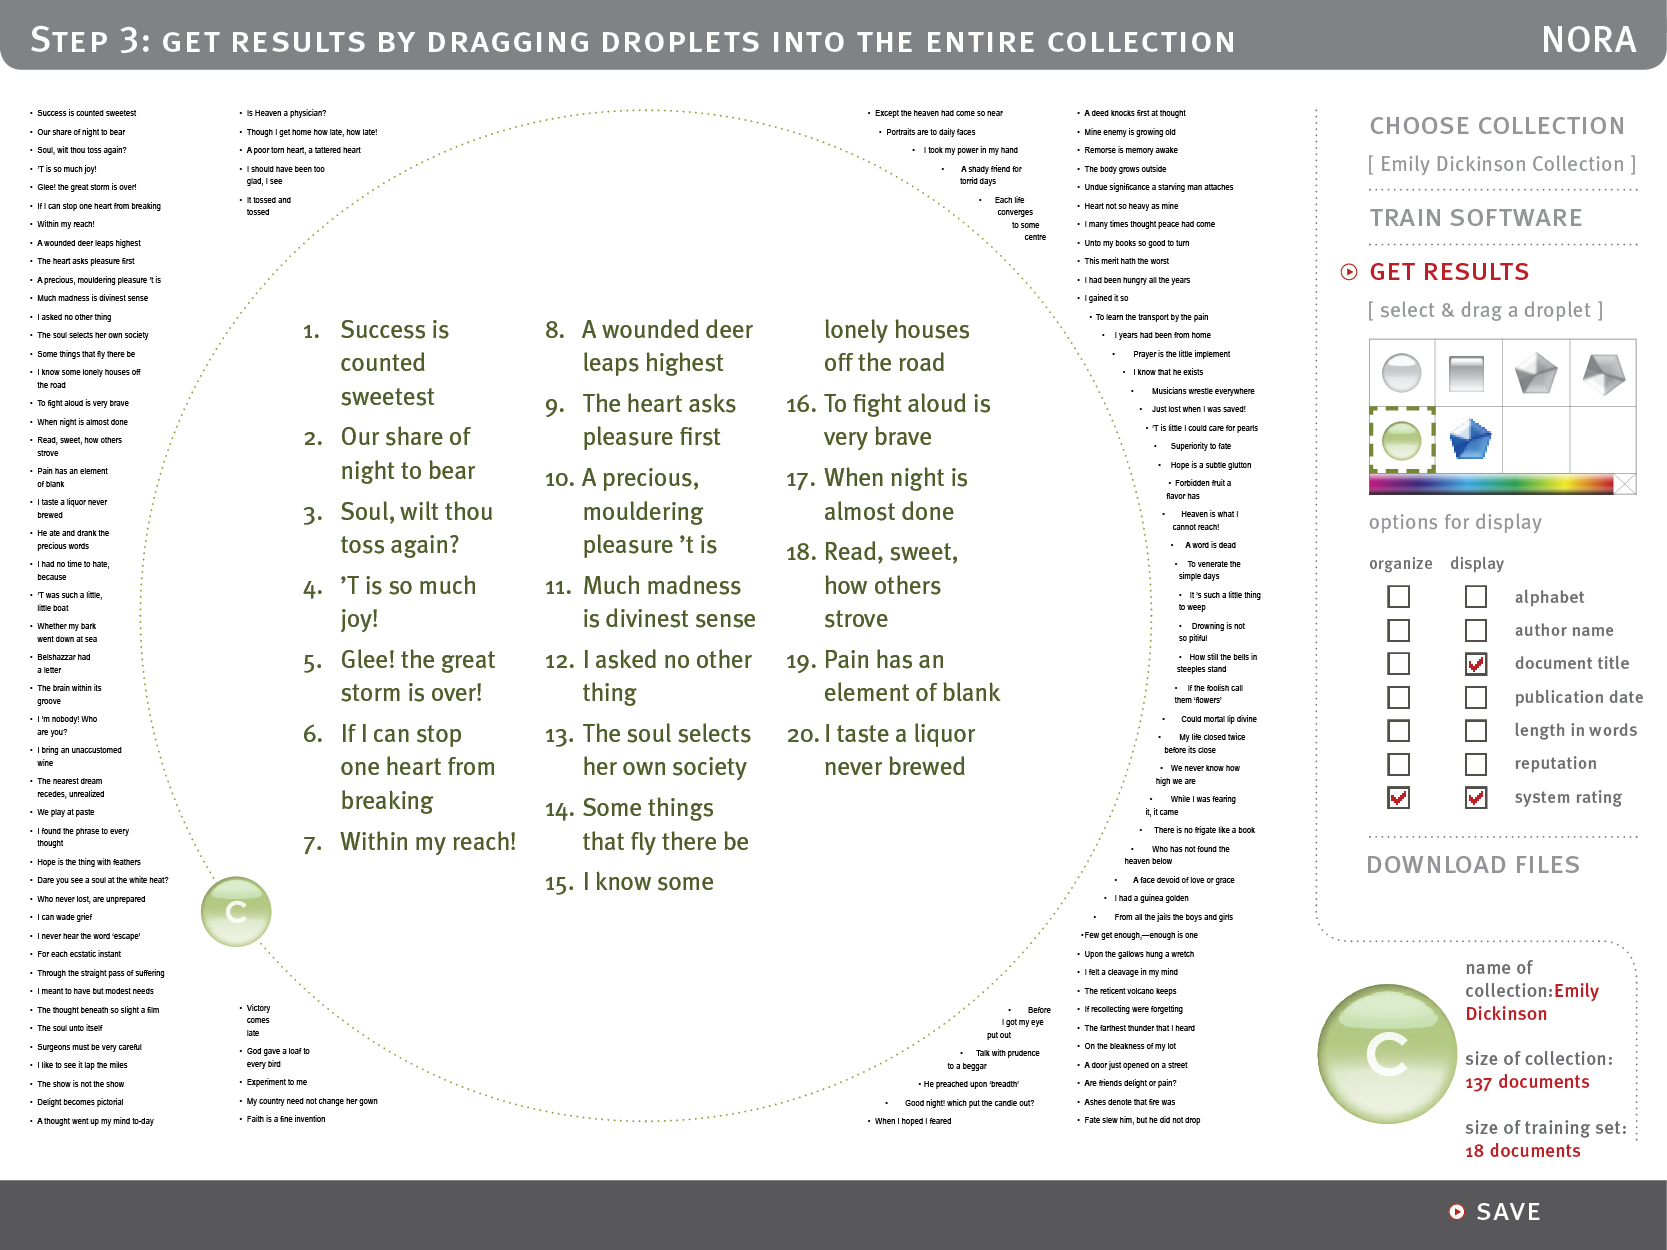 Step 3: get results by dragging droplets into the entire collection
NORA
• Success is counted sweetest
• Our share of night to bear
• Soul, wilt thou toss again?
• 'T is so much joy!
• Glee! the great storm is over!
• If I can stop one heart from breaking
• Within my reach!
• A wounded deer leaps highest
• The heart asks pleasure first
• A precious, mouldering pleasure 't is
• Much madness is divinest sense
• I asked no other thing
• The soul selects her own society
• Some things that fly there be
• I know some lonely houses off
the road
• To fight aloud is very brave
• When night is almost done
• Read, sweet, how others
strove
• Pain has an element
of blank
• I taste a liquor never
brewed
• He ate and drank the
precious words
• I had no time to hate,
because
• 'T was such a little,
little boat
• Whether my bark
went down at sea
• Belshazzar had
a letter
• The brain within its
groove
• I 'm nobody! Who
are you?
• I bring an unaccustomed
wine
• The nearest dream
recedes, unrealized
• We play at paste
• I found the phrase to every
thought
• Hope is the thing with feathers
• Dare you see a soul at the white heat?
• Who never lost, are unprepared
• I can wade grief
• I never hear the word 'escape'
• For each ecstatic instant
• Through the straight pass of suffering
• I meant to have but modest needs
• The thought beneath so slight a film
• The soul unto itself
• Surgeons must be very careful
• I like to see it lap the miles
• The show is not the show
• Delight becomes pictorial
• A thought went up my mind to-day
• Is Heaven a physician?
• Though I get home how late, how late!
• A poor torn heart, a tattered heart
• I should have been too
glad, I see
• It tossed and
tossed
• Victory
comes
late
• God gave a loaf to
every bird
• Experiment to me
• My country need not change her gown
• Faith is a fine invention
1. Success is
counted
sweetest
2. Our share of
night to bear
3. Soul, wilt thou
toss again?
4. ’T is so much
joy!
5. Glee! the great
storm is over!
6. If I can stop
one heart from
breaking
7. Within my reach!
8. A wounded deer
leaps highest
9. The heart asks
pleasure first
10. A precious,
mouldering
pleasure ’t is
11. Much madness
is divinest sense
12. I asked no other
thing
13. The soul selects
her own society
14. Some things
that fly there be
15. I know some
lonely houses
off the road
16. To fight aloud is
very brave
17. When night is
almost done
18. Read, sweet,
how others
strove
19. Pain has an
element of blank
20. I taste a liquor
never brewed
C
• Except the heaven had come so near
• Portraits are to daily faces
• I took my power in my hand
• A shady friend for
torrid days
• Each life
converges
to some
centre
• Before
I got my eye
put out
• Talk with prudence
to a beggar
• He preached upon 'breadth'
• Good night! which put the candle out?
• When I hoped I feared
• A deed knocks first at thought
• Mine enemy is growing old
• Remorse is memory awake
• The body grows outside
• Undue significance a starving man attaches
• Heart not so heavy as mine
• I many times thought peace had come
• Unto my books so good to turn
• This merit hath the worst
• I had been hungry all the years
• I gained it so
• To learn the transport by the pain
• I years had been from home
• Prayer is the little implement
• I know that he exists
• Musicians wrestle everywhere
• Just lost when I was saved!
• 'T is little I could care for pearls
• Superiority to fate
• Hope is a subtle glutton
• Forbidden fruit a
flavor has
• Heaven is what I
cannot reach!
• A word is dead
• To venerate the
simple days
• It 's such a little thing
to weep
• Drowning is not
so pitiful
• How still the bells in
steeples stand
• If the foolish call
them 'flowers'
• Could mortal lip divine
• My life closed twice
before its close
• We never know how
high we are
• While I was fearing
it, it came
• There is no frigate like a book
• Who has not found the
heaven below
• A face devoid of love or grace
• I had a guinea golden
• From all the jails the boys and girls
• Few get enough,—enough is one
• Upon the gallows hung a wretch
• I felt a cleavage in my mind
• The reticent volcano keeps
• If recollecting were forgetting
• The farthest thunder that I heard
• On the bleakness of my lot
• A door just opened on a street
• Are friends delight or pain?
• Ashes denote that fire was
• Fate slew him, but he did not drop
CHOOSE COLLECTION
[ Emily Dickinson Collection ]
TRAIN SOFTWARE
GET RESULTS
[ select & drag a droplet ]
options for display
organize display
alphabet
author name
document title
publication date
length in words
reputation
system rating
DOWNLOAD FILES
C
name of
collection:Emily
Dickinson
size of collection:
137 documents
size of training set:
18 documents
SAVE